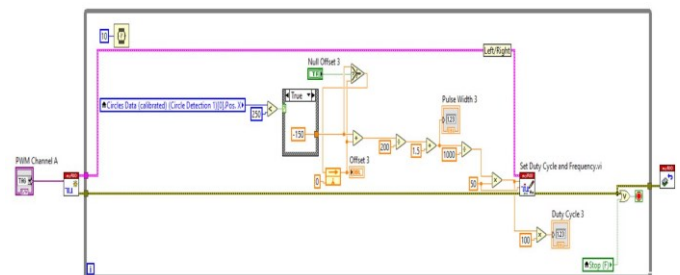 10
Left/Right
Null Offset 3
Circles Data (calibrated) (Circle Detection 1)[0].Pos. X
250
True
-150
Pulse Width 3
123
200
1.5
1000
Offset 3
0
50
Set Duty Cycle and Frequency.vi
PWM Channel A
100
Duty Cycle 3
123
Stop (F)
i